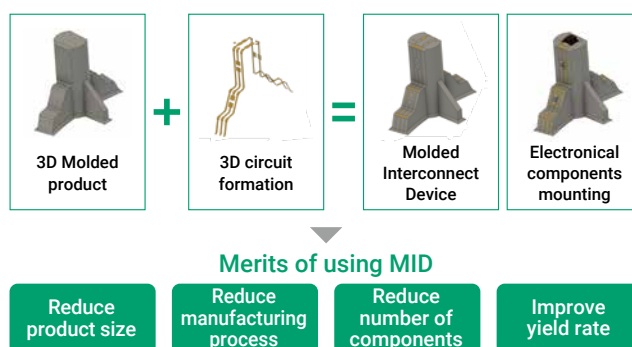 3D Molded
product
+
3D circuit
formation
=
Molded
Interconnect
Device
Electronical
components
mounting
Merits of using MID
Reduce
product size
Reduce
manufacturing
process
Reduce
number of
components
Improve
yield rate